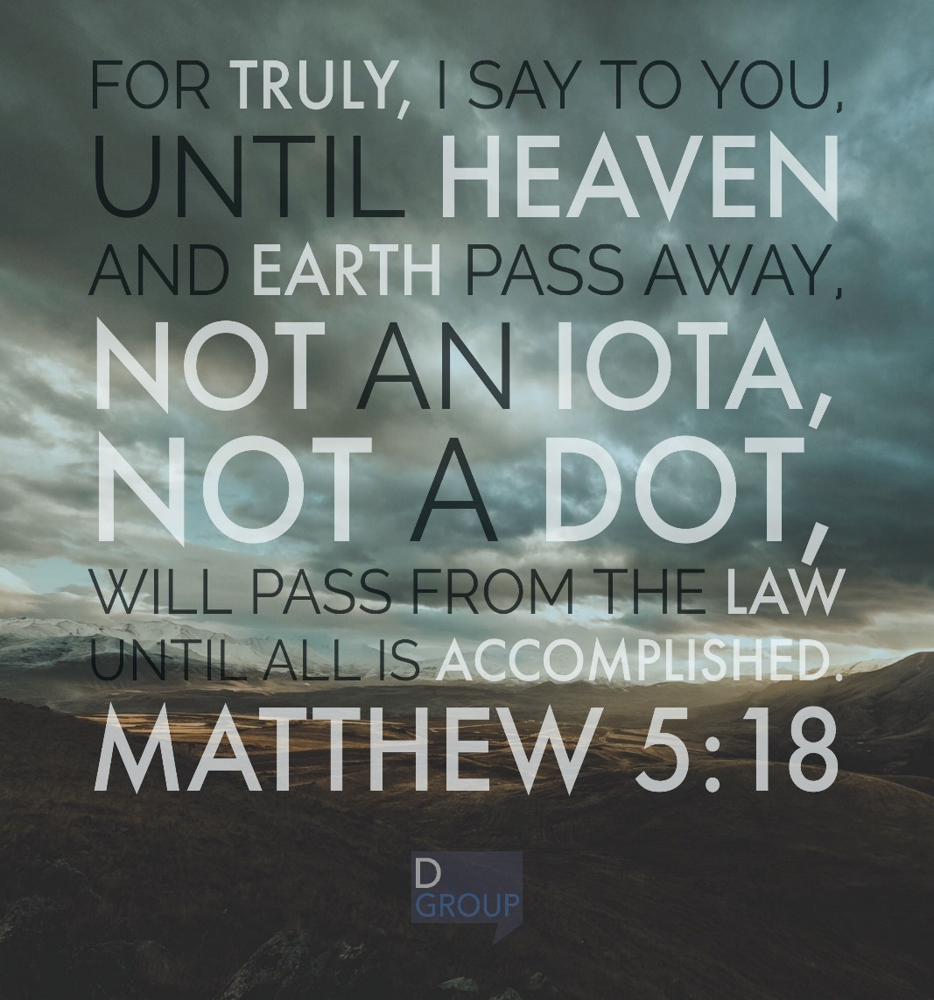 FOR TRULY, I SAY TO YOU,
UNTIL HEAVEN
AND EARTH PASS AWAY,
NOT AN IOTA,
NOT A DOT,
WILL PASS FROM THE LAW
UNTIL ALL IS ACCOMPLISHED.
MATTHEW 5:18
D
GROUP